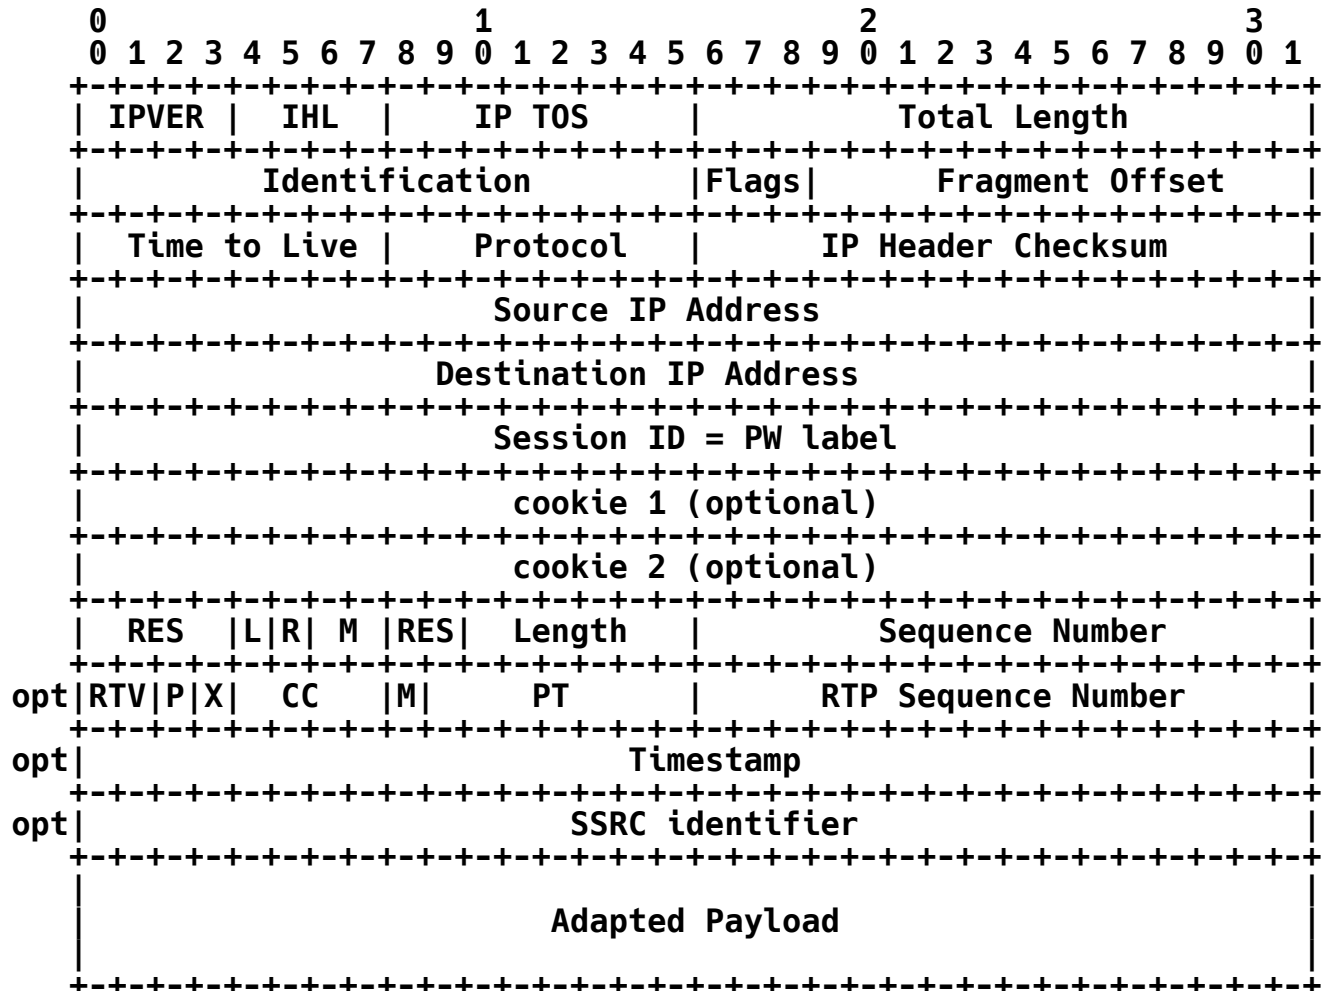 0                   1                   2                   3
     0 1 2 3 4 5 6 7 8 9 0 1 2 3 4 5 6 7 8 9 0 1 2 3 4 5 6 7 8 9 0 1
    +-+-+-+-+-+-+-+-+-+-+-+-+-+-+-+-+-+-+-+-+-+-+-+-+-+-+-+-+-+-+-+-+
    | IPVER |  IHL  |    IP TOS     |          Total Length         |
    +-+-+-+-+-+-+-+-+-+-+-+-+-+-+-+-+-+-+-+-+-+-+-+-+-+-+-+-+-+-+-+-+
    |         Identification        |Flags|      Fragment Offset    |
    +-+-+-+-+-+-+-+-+-+-+-+-+-+-+-+-+-+-+-+-+-+-+-+-+-+-+-+-+-+-+-+-+
    |  Time to Live |    Protocol   |      IP Header Checksum       |
    +-+-+-+-+-+-+-+-+-+-+-+-+-+-+-+-+-+-+-+-+-+-+-+-+-+-+-+-+-+-+-+-+
    |                     Source IP Address                         |
    +-+-+-+-+-+-+-+-+-+-+-+-+-+-+-+-+-+-+-+-+-+-+-+-+-+-+-+-+-+-+-+-+
    |                  Destination IP Address                       |
    +-+-+-+-+-+-+-+-+-+-+-+-+-+-+-+-+-+-+-+-+-+-+-+-+-+-+-+-+-+-+-+-+
    |                     Session ID = PW label                     |
    +-+-+-+-+-+-+-+-+-+-+-+-+-+-+-+-+-+-+-+-+-+-+-+-+-+-+-+-+-+-+-+-+
    |                      cookie 1 (optional)                      |
    +-+-+-+-+-+-+-+-+-+-+-+-+-+-+-+-+-+-+-+-+-+-+-+-+-+-+-+-+-+-+-+-+
    |                      cookie 2 (optional)                      |
    +-+-+-+-+-+-+-+-+-+-+-+-+-+-+-+-+-+-+-+-+-+-+-+-+-+-+-+-+-+-+-+-+
    |  RES  |L|R| M |RES|  Length   |         Sequence Number       |
    +-+-+-+-+-+-+-+-+-+-+-+-+-+-+-+-+-+-+-+-+-+-+-+-+-+-+-+-+-+-+-+-+
 opt|RTV|P|X|  CC   |M|     PT      |      RTP Sequence Number      |
    +-+-+-+-+-+-+-+-+-+-+-+-+-+-+-+-+-+-+-+-+-+-+-+-+-+-+-+-+-+-+-+-+
 opt|                            Timestamp                          |
    +-+-+-+-+-+-+-+-+-+-+-+-+-+-+-+-+-+-+-+-+-+-+-+-+-+-+-+-+-+-+-+-+
 opt|                         SSRC identifier                       |
    +-+-+-+-+-+-+-+-+-+-+-+-+-+-+-+-+-+-+-+-+-+-+-+-+-+-+-+-+-+-+-+-+
    |                                                               |
    |                        Adapted Payload                        |
    |                                                               |
    +-+-+-+-+-+-+-+-+-+-+-+-+-+-+-+-+-+-+-+-+-+-+-+-+-+-+-+-+-+-+-+-+